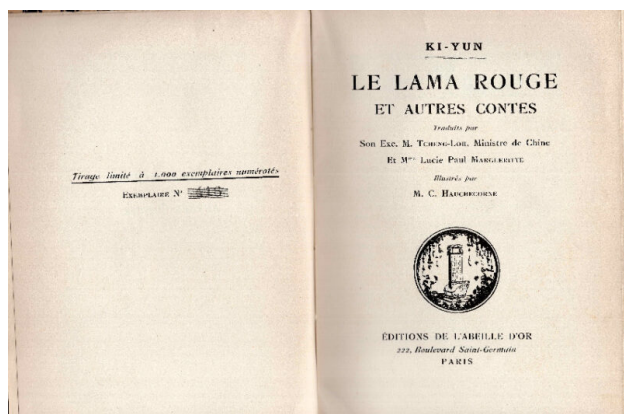 Tirage limité à 1.000 exemplaires numérotés
EXEMPLAIRE N°
KI-YUN
LE LAMA ROUGE
ET AUTRES CONTES
Traduits par
Son Exc. M. TCHENG-LOH, Ministre de Chine
Et Mme Lucie Paul MARGUERITTE
Illustrés par
M. C. HAUCHECORNE
ÉDITIONS DE L'ABEILLE D'OR
222, Boulevard Saint-Germain
PARIS